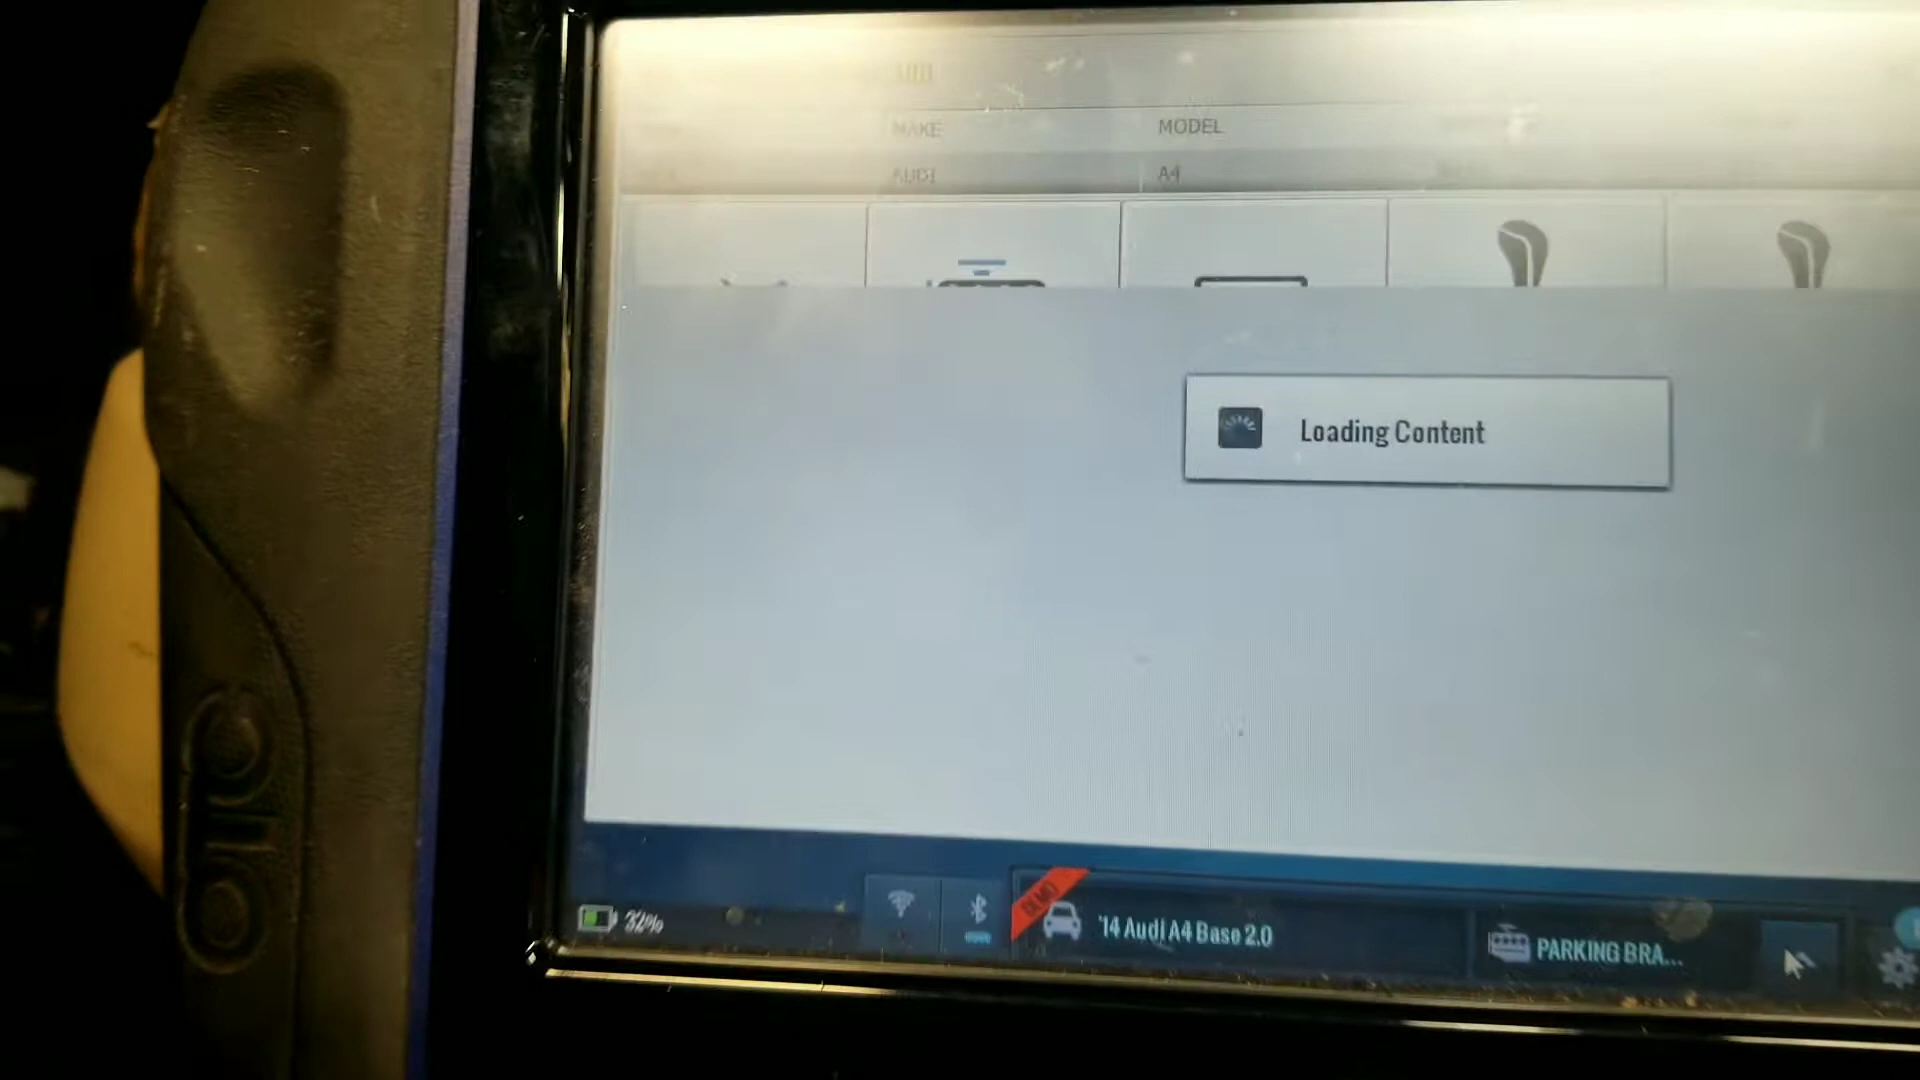 MAKE MODEL
AUDI A4
Loading Content
32%
DEMO
'14 Audi A4 Base 2.0
PARKING BRA...